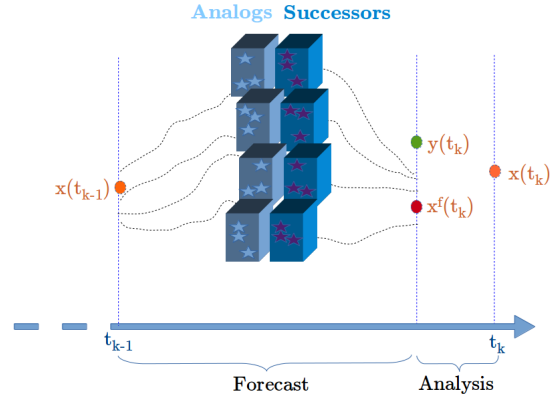 Analogs Successors
y(tk)
x(tk-1)
x(tk)
xf(tk)
tk-1
tk
Forecast
Analysis